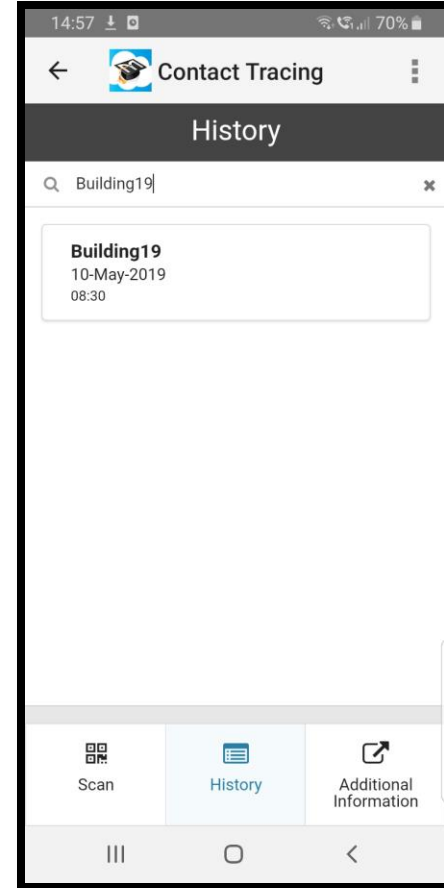 14:57 70%
Contact Tracing
History
Building19
Building19
10-May-2019
08:30
Scan
History
Additional
Information